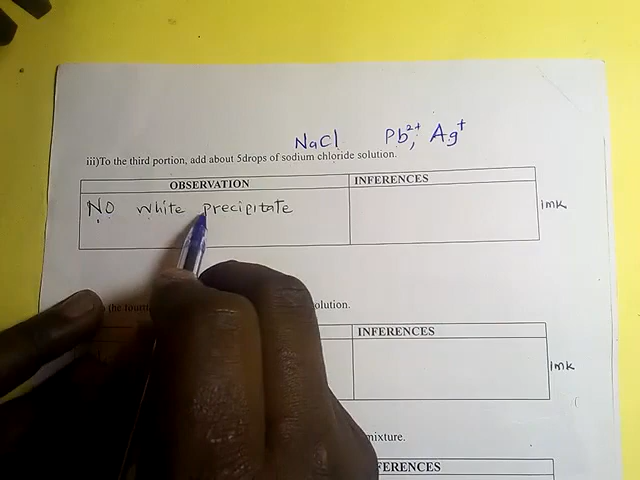 NaCl Pb²⁺, Ag⁺
iii)To the third portion, add about 5drops of sodium chloride solution.
OBSERVATION INFERENCES
NO white precipitate
1mk
the fourth
olution.
INFERENCES
1mk
mixture.
FERENCES